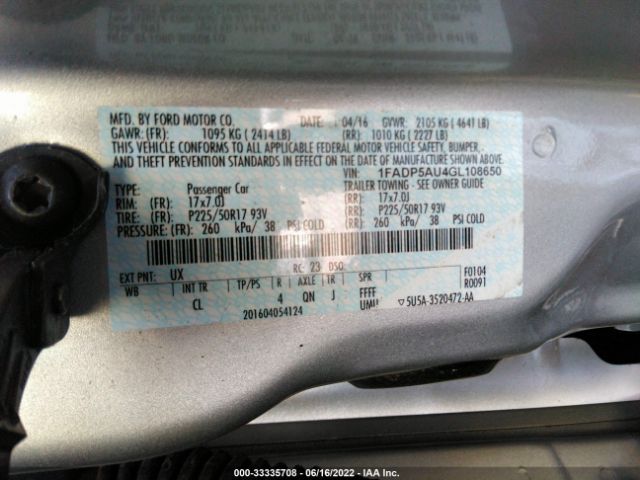 MFD. BY FORD MOTOR CO. DATE: 04/16 GVWR: 2105 KG ( 4641 LB)
GAWR: (FR): 1095 KG ( 2414 LB) (RR): 1010 KG ( 2227 LB)
THIS VEHICLE CONFORMS TO ALL APPLICABLE FEDERAL MOTOR VEHICLE SAFETY, BUMPER, -
AND THEFT PREVENTION STANDARDS IN EFFECT ON THE DATE OF MANUFACTURE SHOWN ABOVE.
VIN: 1FADP5AU4GL108650
TYPE: Passenger Car TRAILER TOWING - SEE OWNER GUIDE
RIM: (FR): 17x7.0J (RR): 17x7.0J
TIRE: (FR): P225/50R17 93V (RR): P225/50R17 93V
PRESSURE: (FR): 260 kPa/ 38 PSI COLD (RR): 260 kPa/ 38 PSI COLD
RC: 23 DSO:
EXT PNT: UX F0104
WB INT TR TP/PS R AXLE TR SPR R0091
CL 4 QN J FFFF
UMU ▽ 5U5A-3520472-AA
201604054124
000-33335708 - 06/16/2022 - IAA Inc.